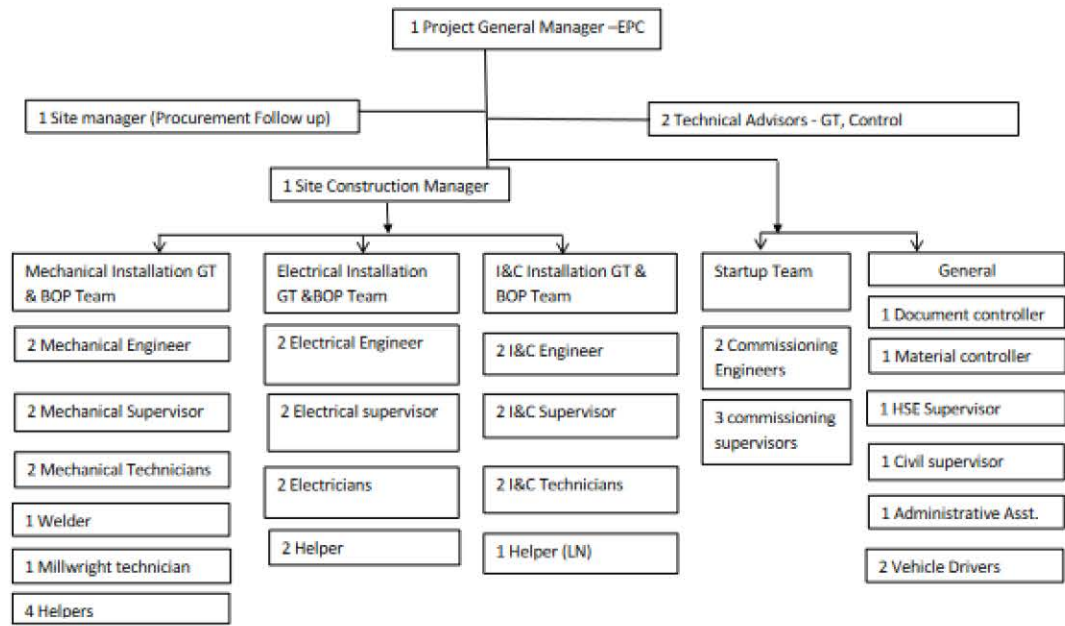 1 Project General Manager –EPC
1 Site manager (Procurement Follow up)
2 Technical Advisors - GT, Control
1 Site Construction Manager
Mechanical Installation GT
& BOP Team
2 Mechanical Engineer
2 Mechanical Supervisor
2 Mechanical Technicians
1 Welder
1 Millwright technician
4 Helpers
Electrical Installation
GT &BOP Team
2 Electrical Engineer
2 Electrical supervisor
2 Electricians
2 Helper
I&C Installation GT &
BOP Team
2 I&C Engineer
2 I&C Supervisor
2 I&C Technicians
1 Helper (LN)
Startup Team
2 Commissioning
Engineers
3 commissioning
supervisors
General
1 Document controller
1 Material controller
1 HSE Supervisor
1 Civil supervisor
1 Administrative Asst.
2 Vehicle Drivers